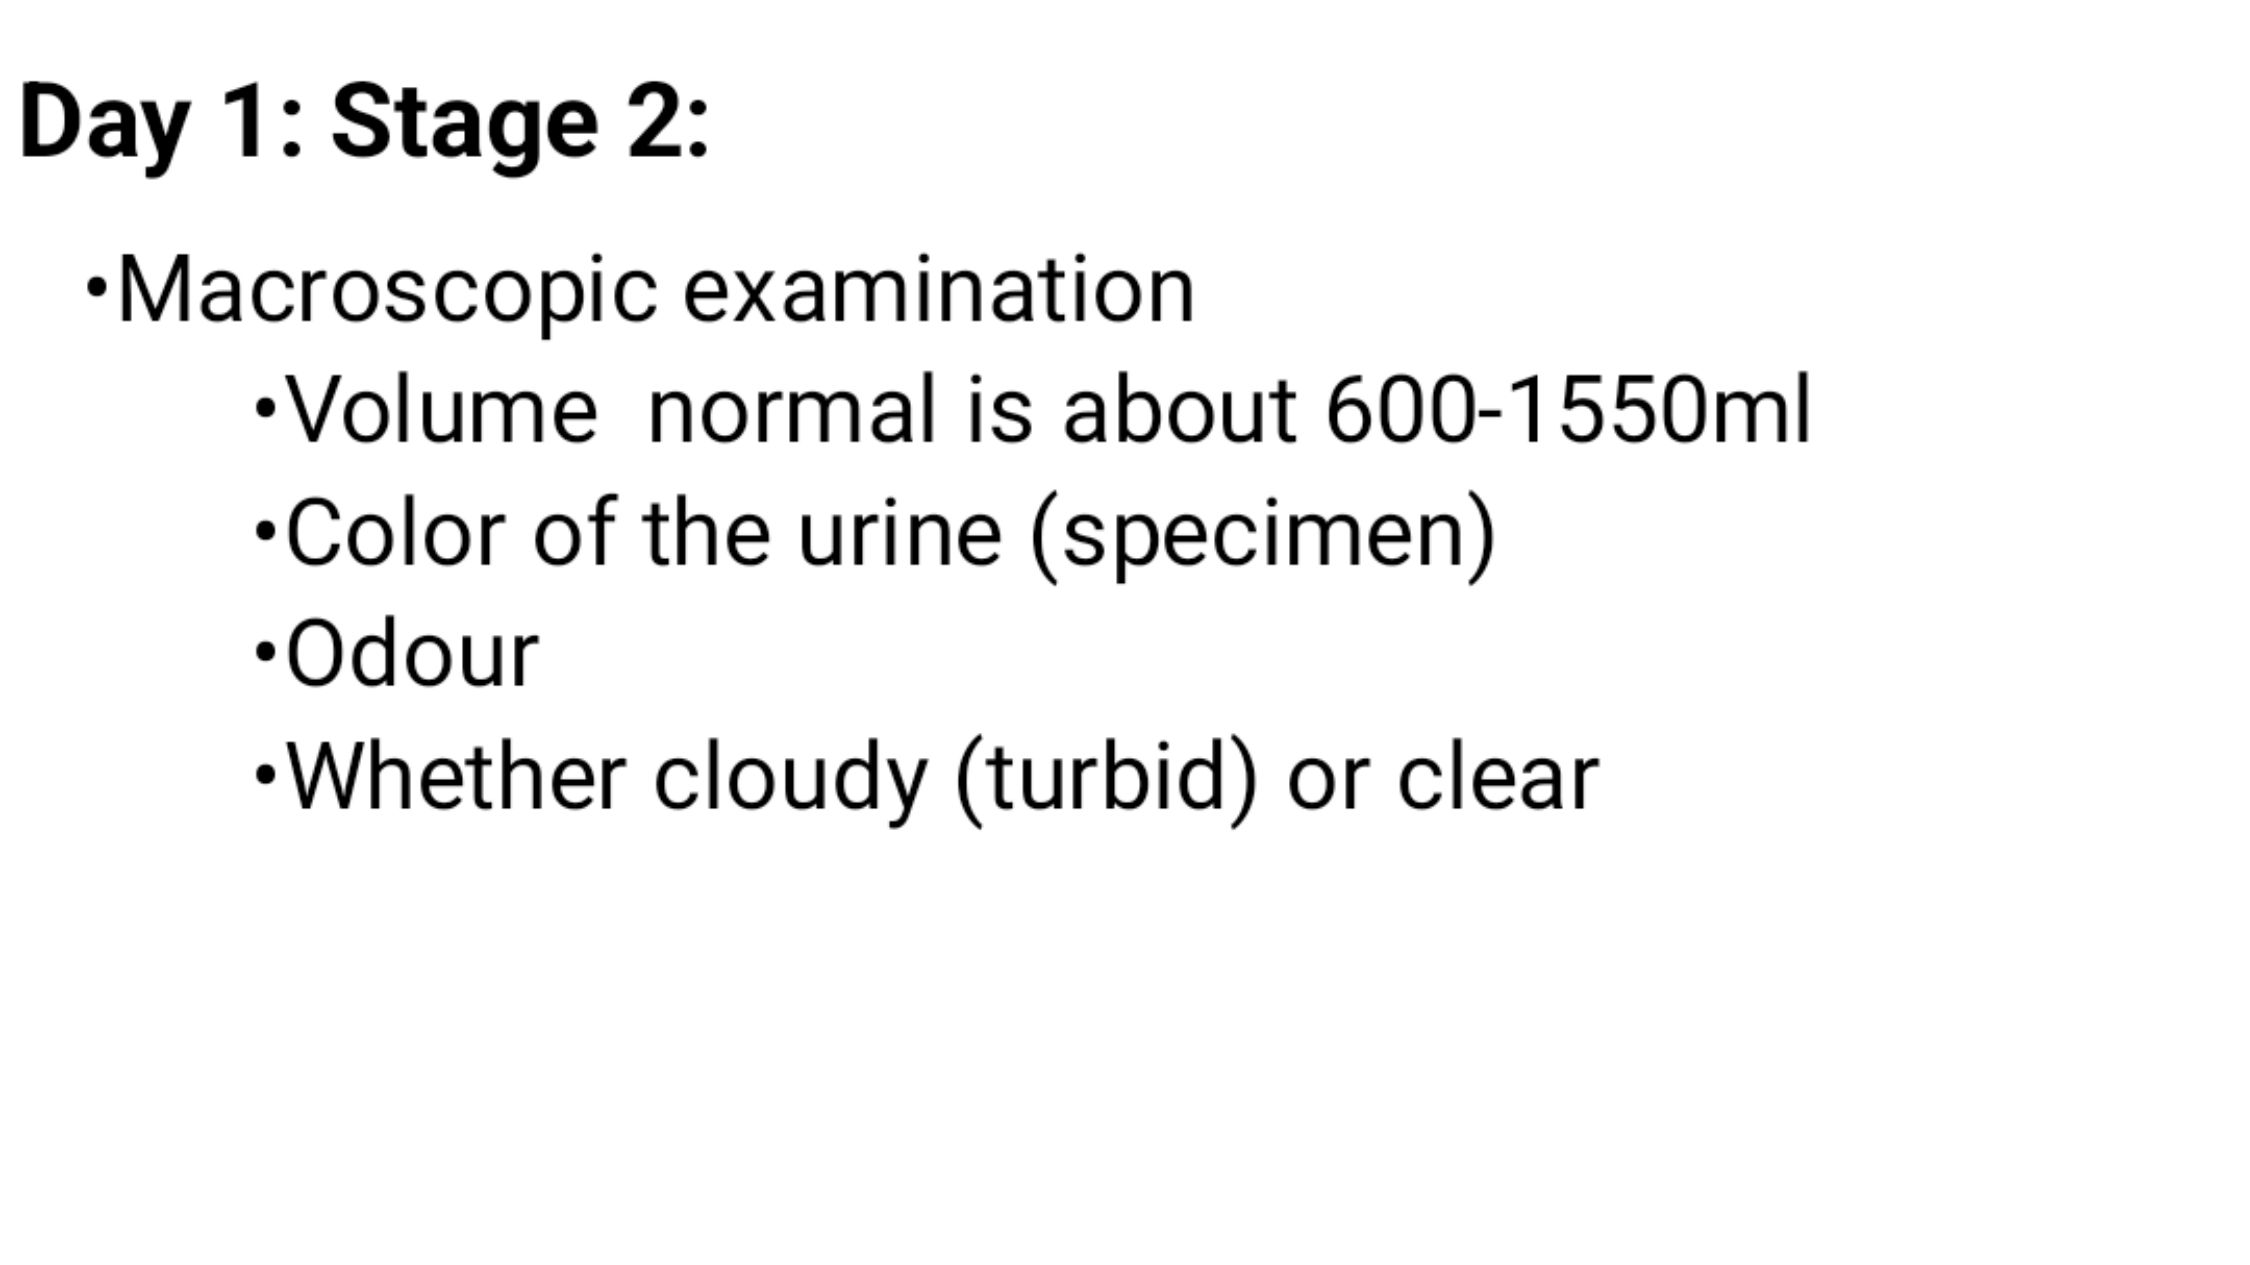 Day 1: Stage 2:
•Macroscopic examination
•Volume  normal is about 600-1550ml
•Color of the urine (specimen)
•Odour
•Whether cloudy (turbid) or clear